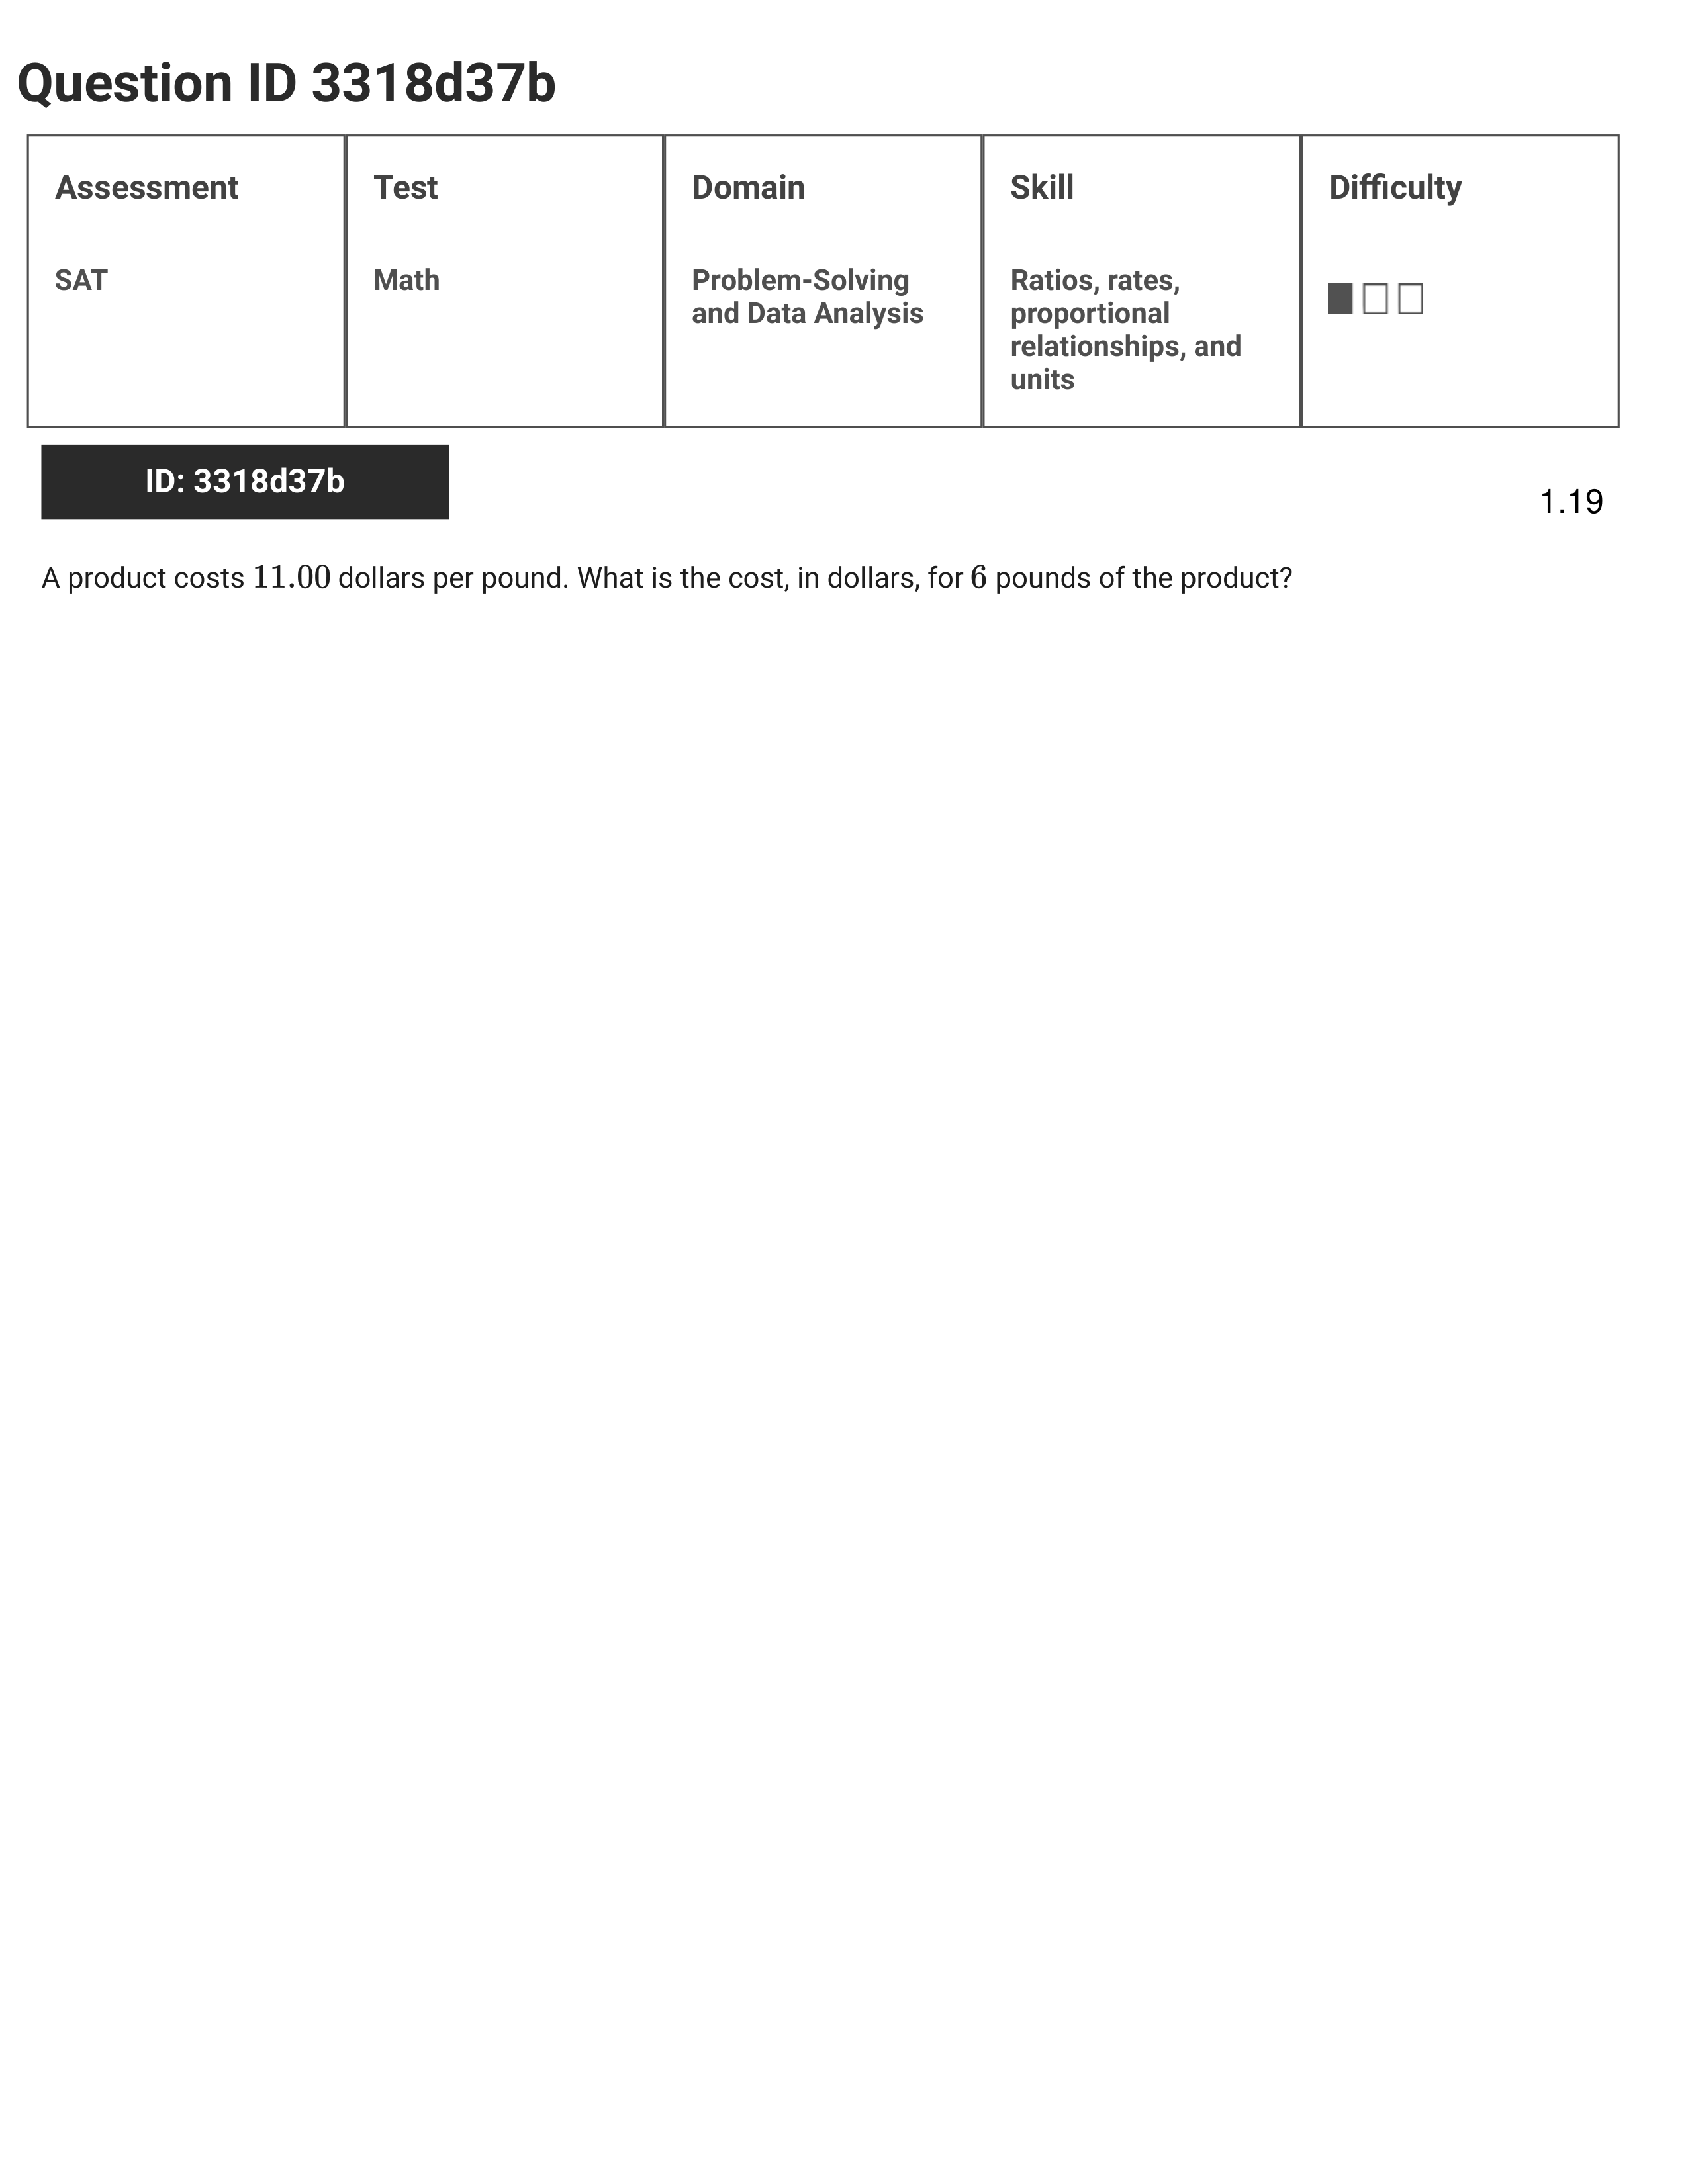 Question ID 3318d37b
Assessment
Test
Domain
Skill
Difficulty
SAT
Math
Problem-Solving
and Data Analysis
Ratios, rates,
proportional
relationships, and
units
ID: 3318d37b
1.19
A product costs 11.00 dollars per pound. What is the cost, in dollars, for 6 pounds of the product?